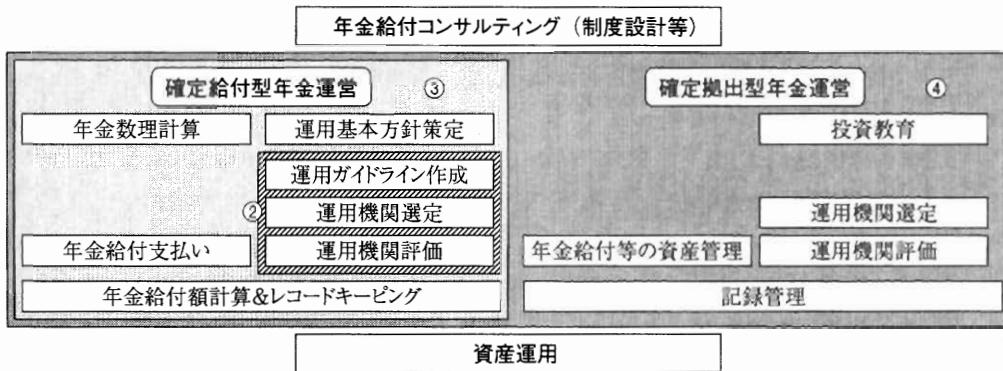 年金給付コンサルティング（制度設計等）
確定給付型年金運営 ③
年金数理計算
運用基本方針策定
運用ガイドライン作成
② 運用機関選定
年金給付支払い
運用機関評価
年金給付額計算&レコードキーピング
確定拠出型年金運営 ④
投資教育
運用機関選定
年金給付等の資産管理
運用機関評価
記録管理
資産運用